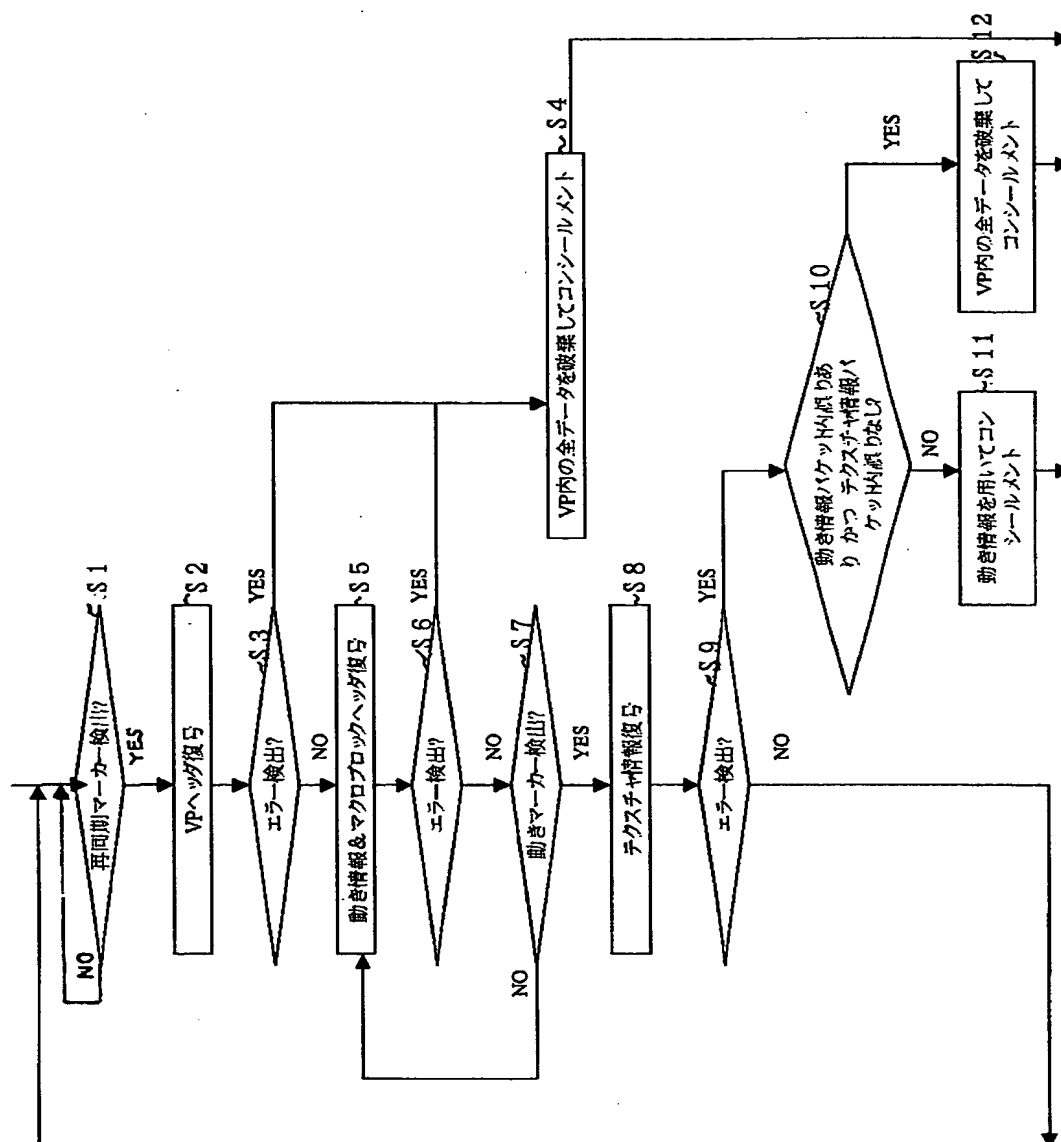 再同期マーカー検出?
S1
NO
YES
VPヘッダ復号
S2
エラー検出?
S3
YES
NO
VP内の全データを破棄してコンシールメント
S4
動き情報&マクロブロックヘッダ復号
S5
エラー検出?
S6
YES
NO
動きマーカー検出?
S7
NO
YES
テクスチャ情報復号
S8
エラー検出?
S9
YES
NO
動き情報パケット内誤りあ
り かつ テクスチャ情報パ
ケット内誤りなし?
S10
YES
NO
動き情報を用いてコン
シールメント
S11
VP内の全データを破棄して
コンシールメント
S12